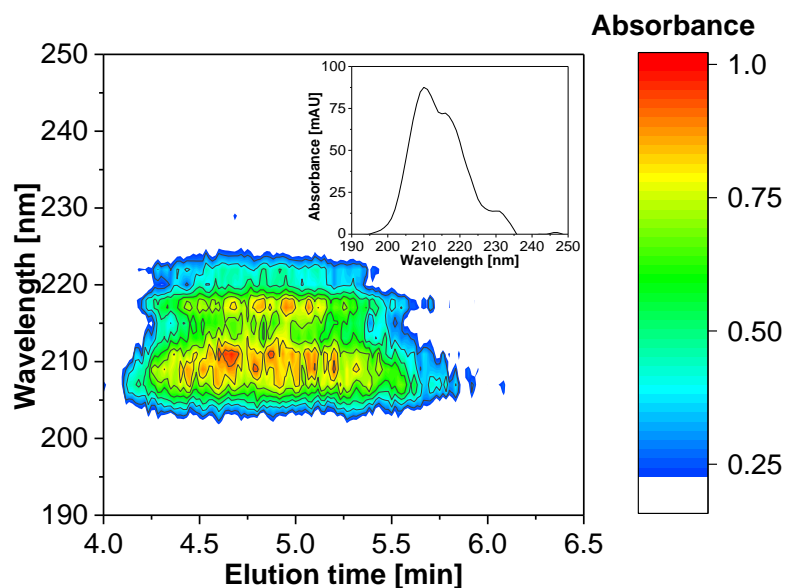 Absorbance
1.0
0.75
0.50
0.25
Wavelength [nm]
250
240
230
220
210
200
190
4.0 4.5 5.0 5.5 6.0 6.5
Elution time [min]
Absorbance [mAU]
100
75
50
25
0
190 200 210 220 230 240 250
Wavelength [nm]